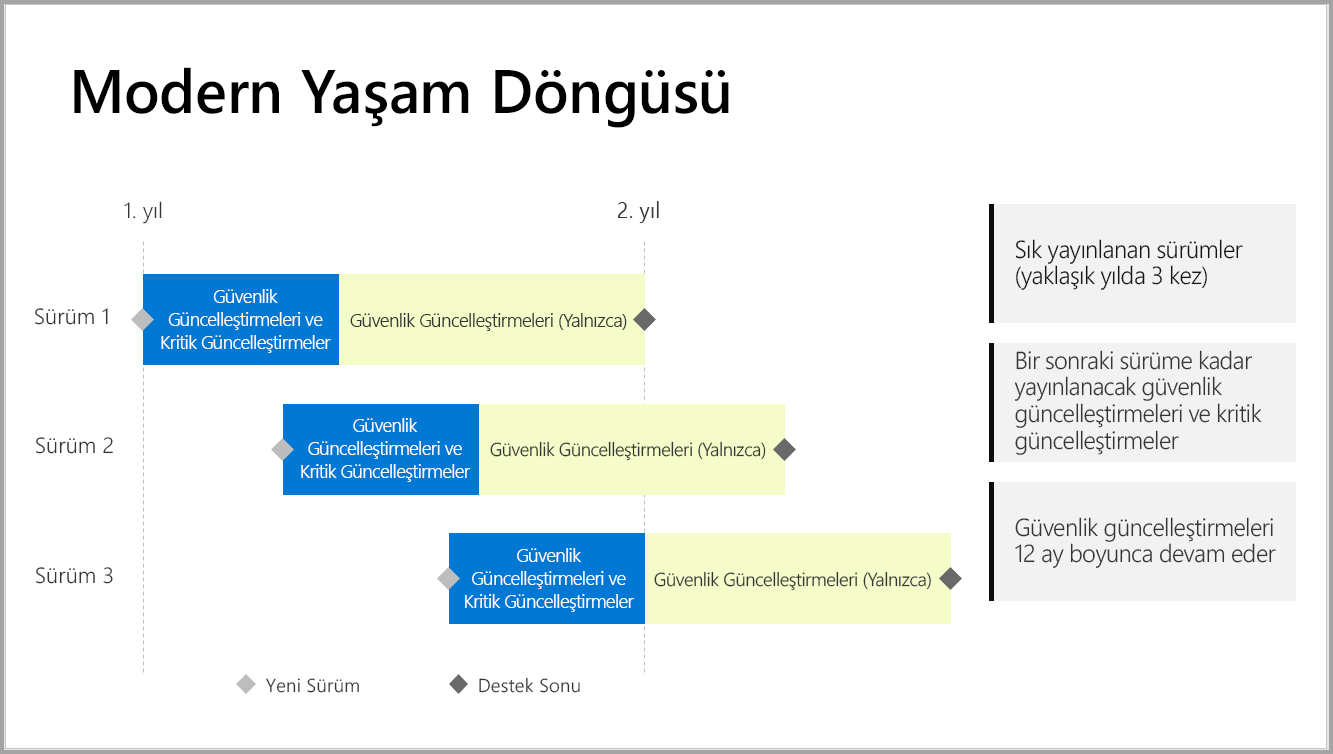 Modern Yaşam Döngüsü
1. yıl
2. yıl
Sürüm 1
Güvenlik
Güncelleştirmeleri ve
Kritik Güncelleştirmeler
Güvenlik Güncelleştirmeleri (Yalnızca)
Sürüm 2
Güvenlik
Güncelleştirmeleri ve
Kritik Güncelleştirmeler
Güvenlik Güncelleştirmeleri (Yalnızca)
Sürüm 3
Güvenlik
Güncelleştirmeleri ve
Kritik Güncelleştirmeler
Güvenlik Güncelleştirmeleri (Yalnızca)
Yeni Sürüm
Destek Sonu
Sık yayınlanan sürümler
(yaklaşık yılda 3 kez)
Bir sonraki sürüme kadar
yayınlanacak güvenlik
güncelleştirmeleri ve kritik
güncelleştirmeler
Güvenlik güncelleştirmeleri
12 ay boyunca devam eder